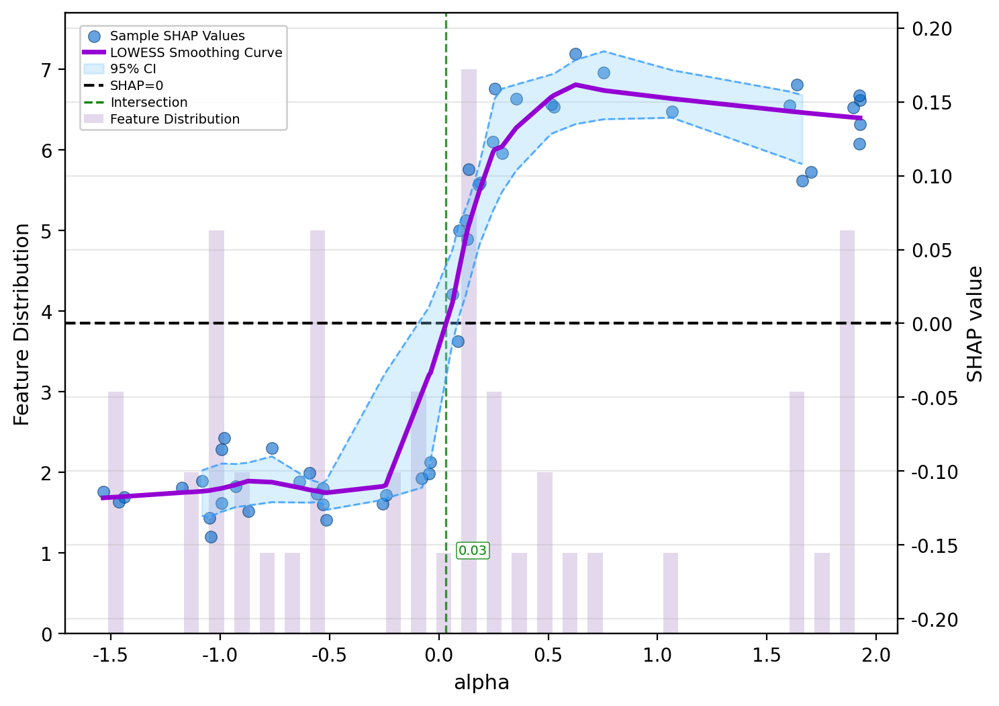 Sample SHAP Values
LOWESS Smoothing Curve
95% CI
SHAP=0
Intersection
Feature Distribution
Feature Distribution
7
6
5
4
3
2
1
0
0.20
0.15
0.10
0.05
0.00
-0.05
-0.10
-0.15
-0.20
SHAP value
0.03
-1.5 -1.0 -0.5 0.0 0.5 1.0 1.5 2.0
alpha